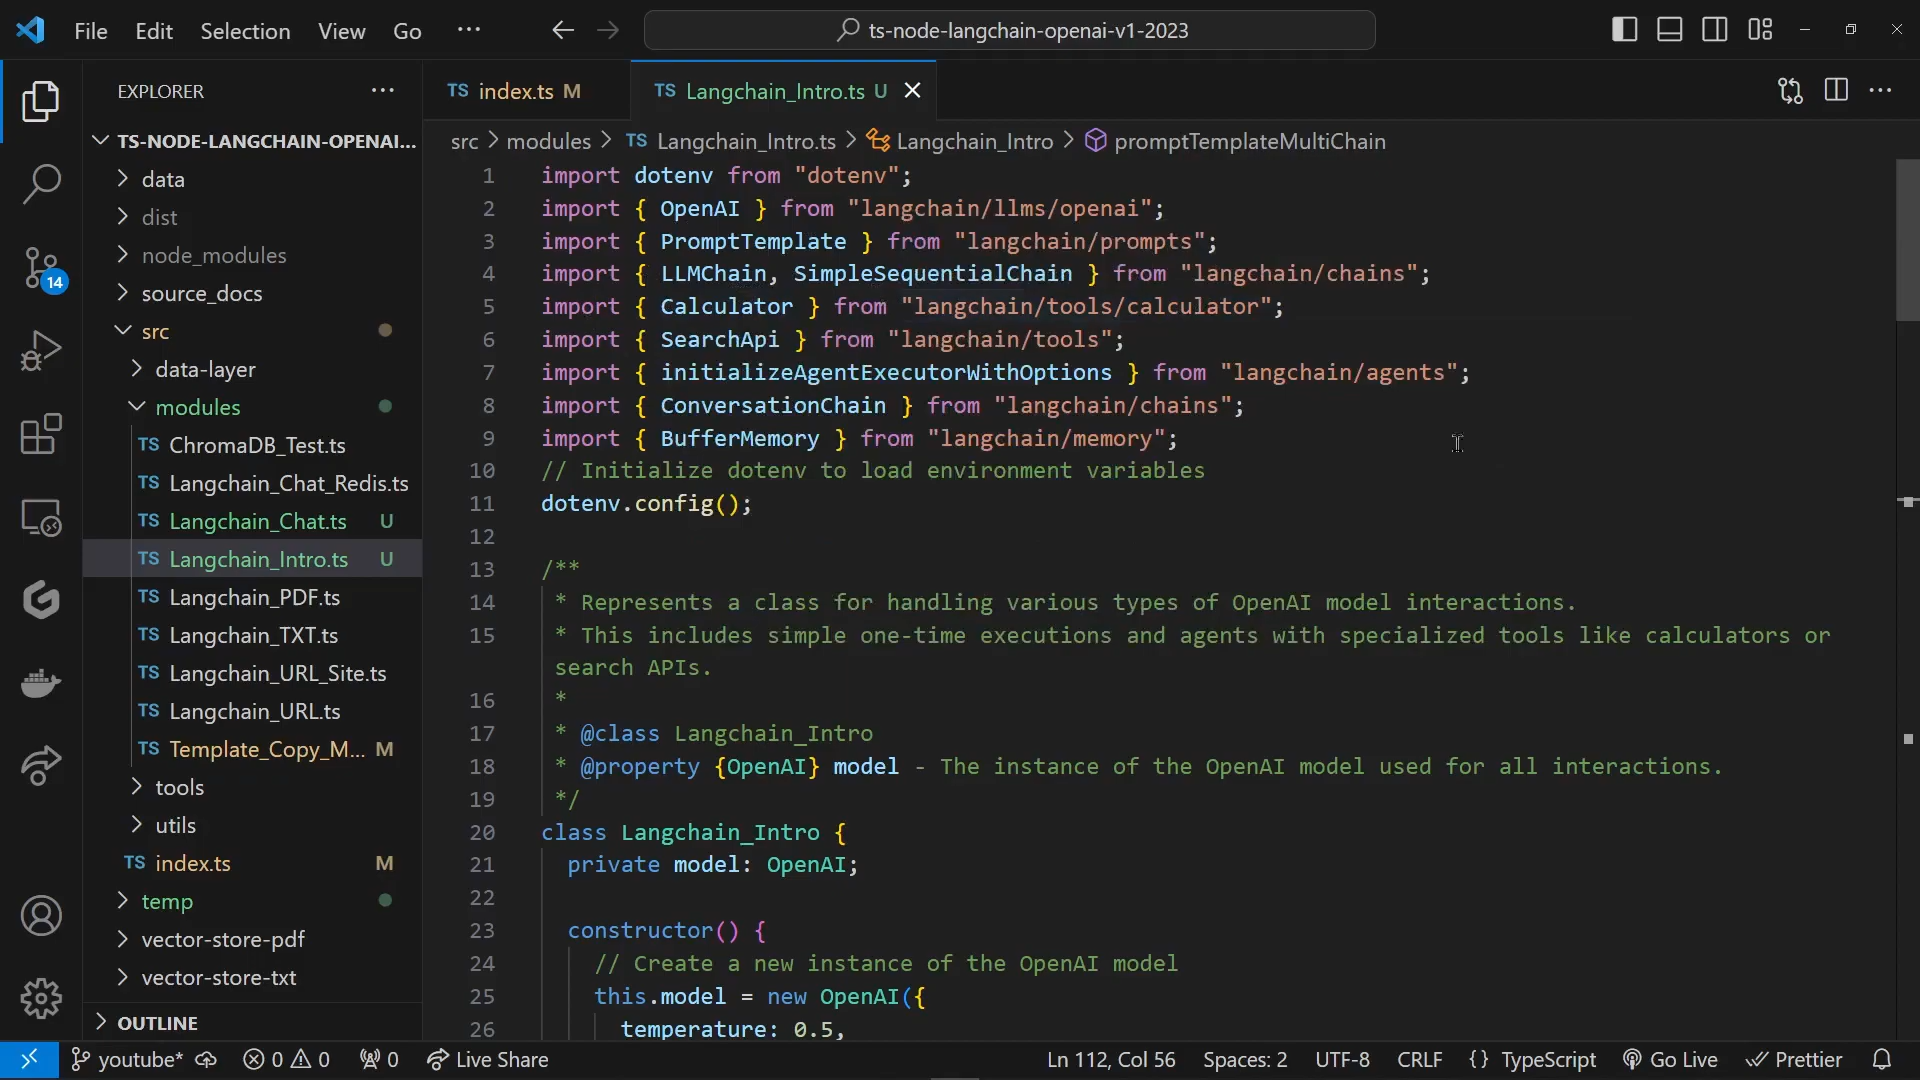 File Edit Selection View Go ··· ts-node-langchain-openai-v1-2023
EXPLORER ···
TS-NODE-LANGCHAIN-OPENAI...
data
dist
node_modules
source_docs
src
data-layer
modules
TS ChromaDB_Test.ts
TS Langchain_Chat_Redis.ts
TS Langchain_Chat.ts U
TS Langchain_Intro.ts U
TS Langchain_PDF.ts
TS Langchain_TXT.ts
TS Langchain_URL_Site.ts
TS Langchain_URL.ts
TS Template_Copy_M... M
tools
utils
TS index.ts M
temp
vector-store-pdf
vector-store-txt
OUTLINE
14
TS index.ts M TS Langchain_Intro.ts U
src > modules > TS Langchain_Intro.ts > Langchain_Intro > promptTemplateMultiChain
1 import dotenv from "dotenv";
2 import { OpenAI } from "langchain/llms/openai";
3 import { PromptTemplate } from "langchain/prompts";
4 import { LLMChain, SimpleSequentialChain } from "langchain/chains";
5 import { Calculator } from "langchain/tools/calculator";
6 import { SearchApi } from "langchain/tools";
7 import { initializeAgentExecutorWithOptions } from "langchain/agents";
8 import { ConversationChain } from "langchain/chains";
9 import { BufferMemory } from "langchain/memory";
10 // Initialize dotenv to load environment variables
11 dotenv.config();
12
13 /**
14 * Represents a class for handling various types of OpenAI model interactions.
15 * This includes simple one-time executions and agents with specialized tools like calculators or
search APIs.
16 *
17 * @class Langchain_Intro
18 * @property {OpenAI} model - The instance of the OpenAI model used for all interactions.
19 */
20 class Langchain_Intro {
21 private model: OpenAI;
22
23 constructor() {
24 // Create a new instance of the OpenAI model
25 this.model = new OpenAI({
26 temperature: 0.5,
youtube* 0 0 0 Live Share Ln 112, Col 56 Spaces: 2 UTF-8 CRLF {} TypeScript Go Live Prettier